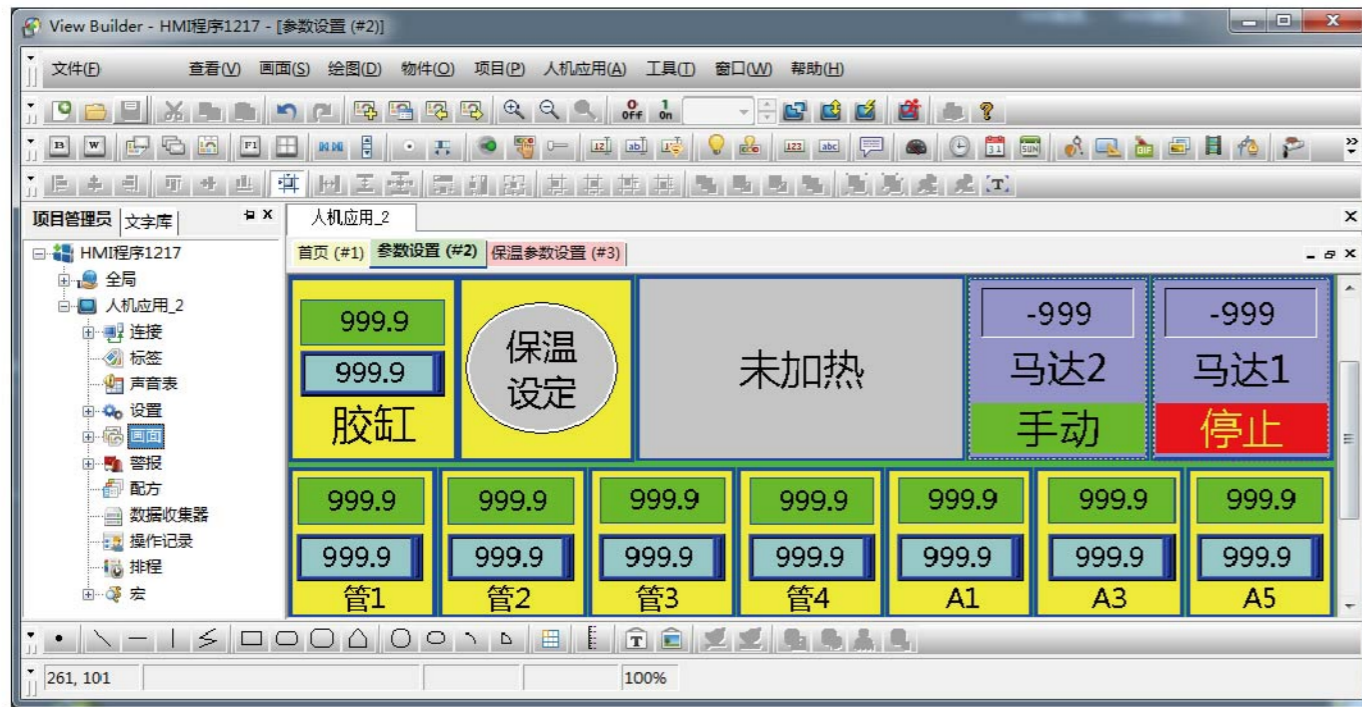 View Builder - HMI程序1217 - [参数设置 (#2)]
文件(F) 查看(V) 画面(S) 绘图(D) 物件(O) 项目(P) 人机应用(A) 工具(T) 窗口(W) 帮助(H)
0 Off 1 On
B W F1 123 abc GIF
T
项目管理员 文字库 人机应用_2
首页 (#1) 参数设置 (#2) 保温参数设置 (#3)
HMI程序1217
全局
人机应用_2
连接
标签
声音表
设置
画面
警报
配方
数据收集器
操作记录
排程
宏
999.9
999.9
胶缸
保温
设定
未加热
-999
马达2
手动
-999
马达1
停止
999.9 999.9 999.9 999.9 999.9 999.9 999.9
999.9 999.9 999.9 999.9 999.9 999.9 999.9
管1 管2 管3 管4 A1 A3 A5
T
261, 101 100%